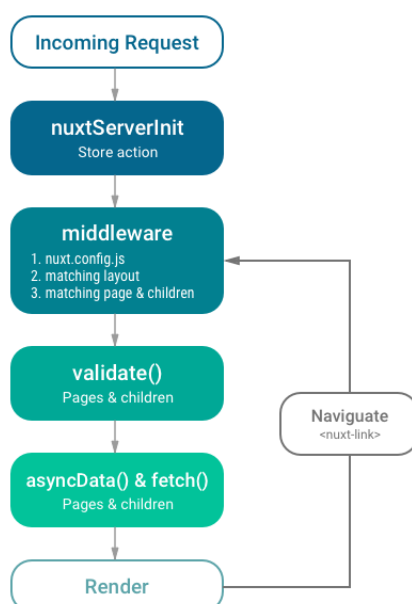 Incoming Request
nuxtServerInit
Store action
middleware
1. nuxt.config.js
2. matching layout
3. matching page & children
validate()
Pages & children
Naviguate
<nuxt-link>
asyncData() & fetch()
Pages & children
Render